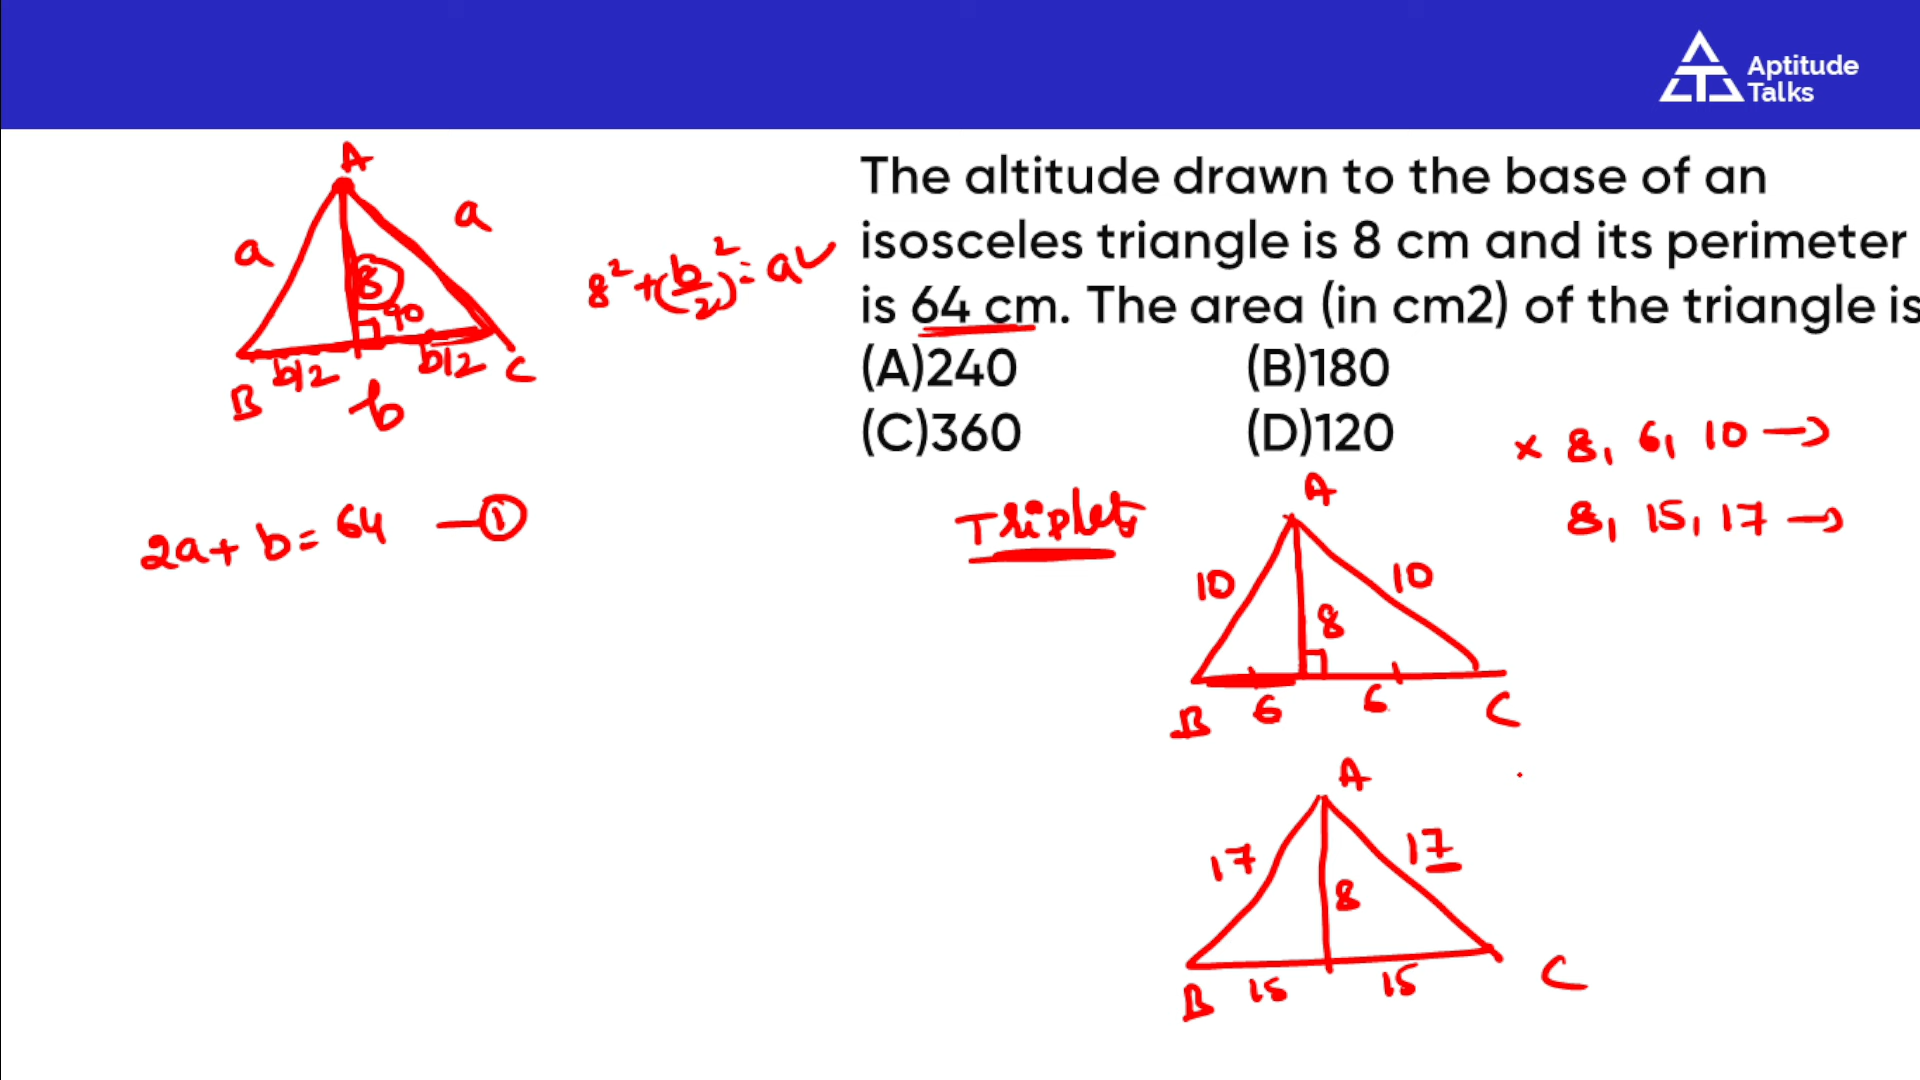 Aptitude
Talks
The altitude drawn to the base of an
isosceles triangle is 8 cm and its perimeter
is 64 cm. The area (in cm2) of the triangle is
(A)240 (B)180
(C)360 (D)120
A
a a
8
90
b/2 b/2
B b C
8² + (b/2)² = a²
2a + b = 64 — ①
Triplets
× 8, 6, 10 →
8, 15, 17 →
A
10 10
8
B 6 6 C
A
17 17
8
B 15 15 C